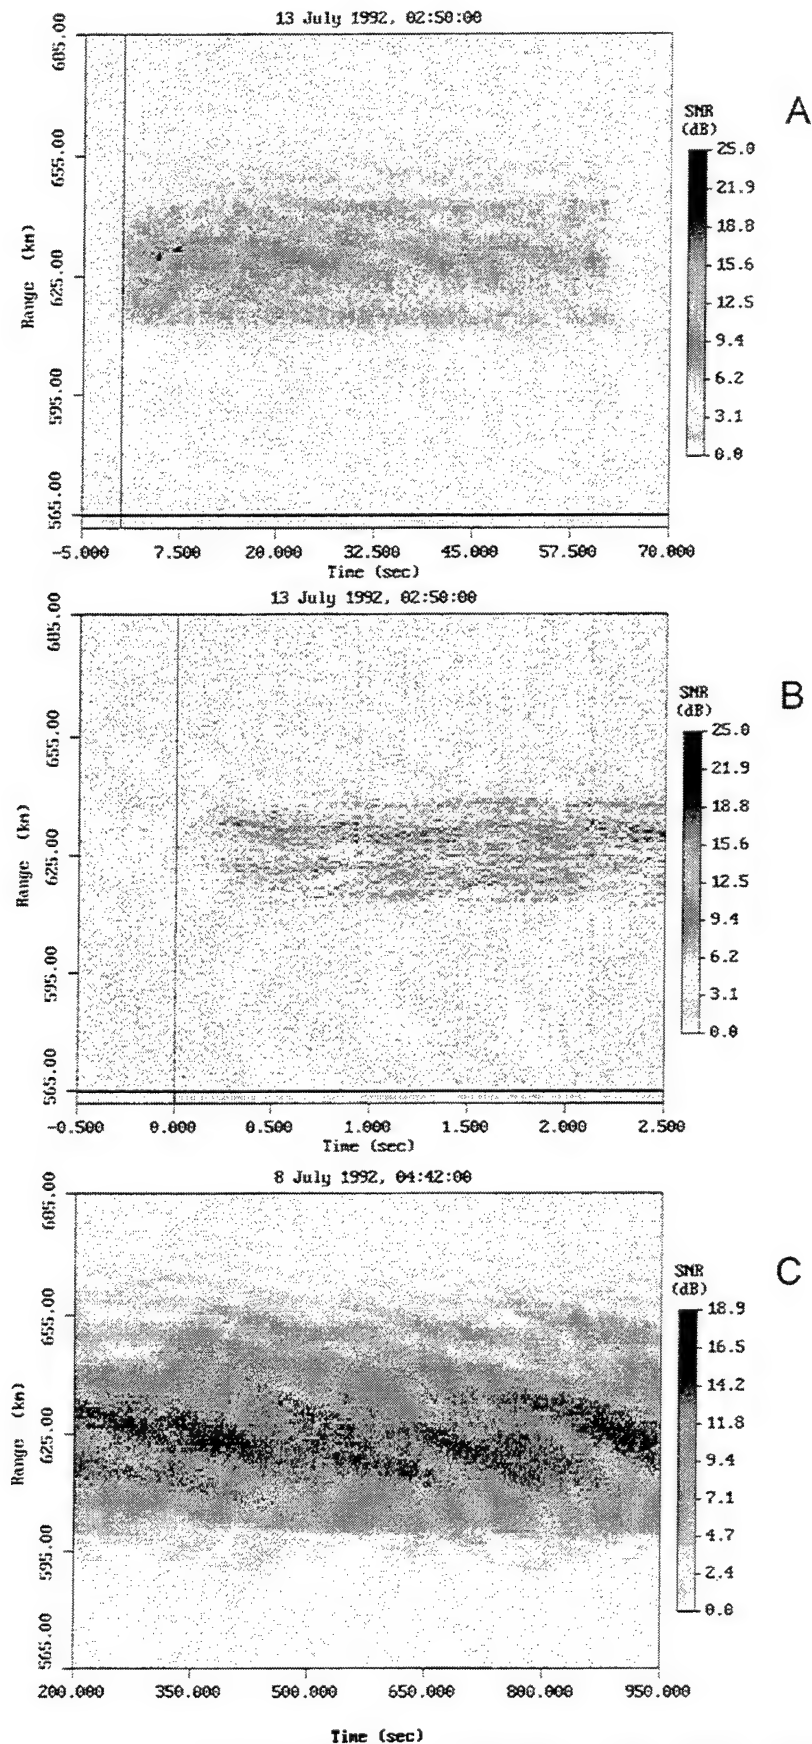 13 July 1992, 02:50:00
A
SNR
(dB)
25.0
21.9
18.8
15.6
12.5
9.4
6.2
3.1
0.0
Range (km)
685.00
655.00
625.00
595.00
565.00
-5.000 7.500 20.000 32.500 45.000 57.500 70.000
Time (sec)
13 July 1992, 02:50:00
B
SNR
(dB)
25.0
21.9
18.8
15.6
12.5
9.4
6.2
3.1
0.0
Range (km)
685.00
655.00
625.00
595.00
565.00
-0.500 0.000 0.500 1.000 1.500 2.000 2.500
Time (sec)
8 July 1992, 04:42:00
C
SNR
(dB)
18.9
16.5
14.2
11.8
9.4
7.1
4.7
2.4
0.0
Range (km)
685.00
655.00
625.00
595.00
565.00
200.000 350.000 500.000 650.000 800.000 950.000
Time (sec)